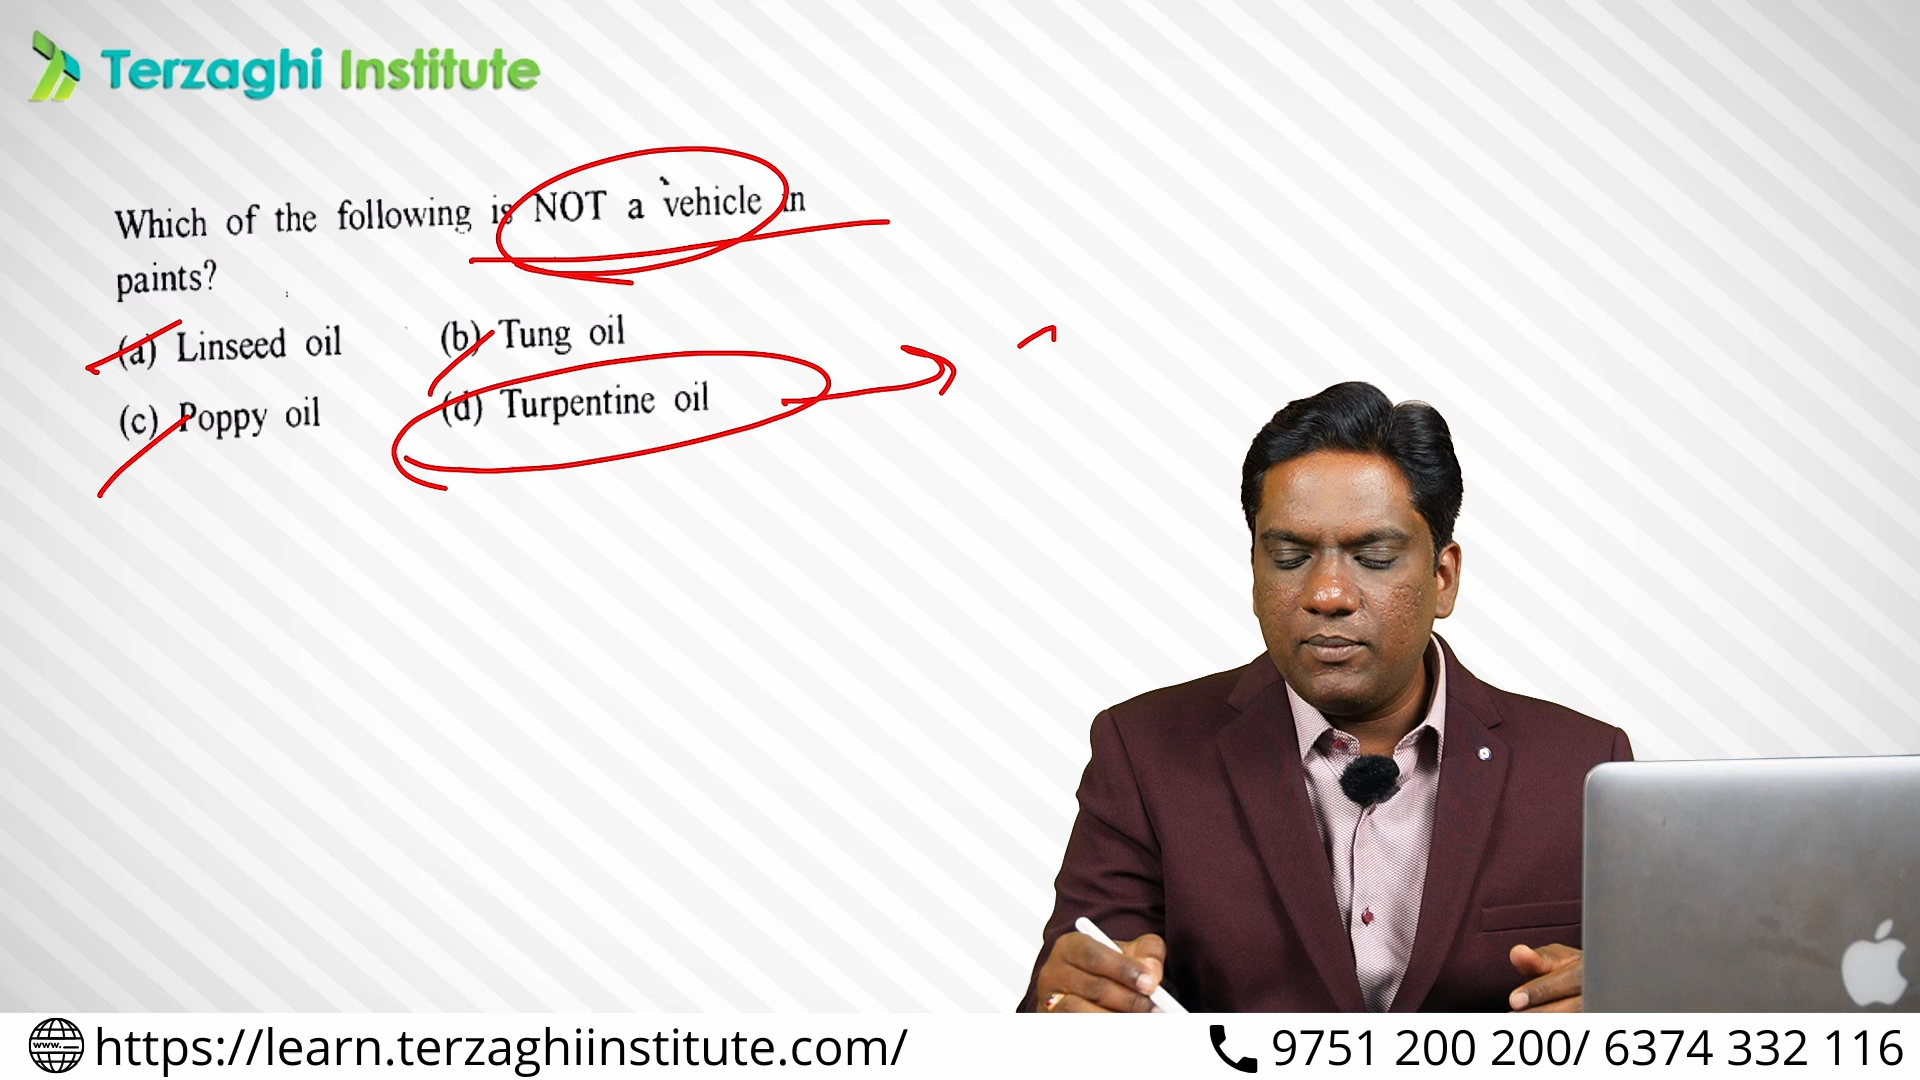 Terzaghi Institute
Which of the following is NOT a vehicle in
paints?
(a) Linseed oil (b) Tung oil
(c) Poppy oil (d) Turpentine oil
www.
https://learn.terzaghiinstitute.com/ 9751 200 200/ 6374 332 116